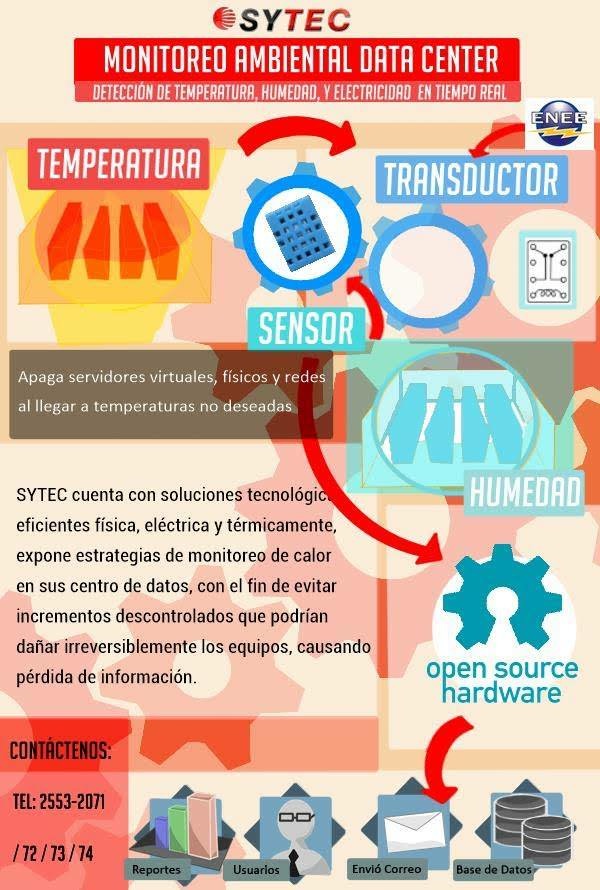 SYTEC
MONITOREO AMBIENTAL DATA CENTER
DETECCIÓN DE TEMPERATURA, HUMEDAD, Y ELECTRICIDAD EN TIEMPO REAL
ENEE
TEMPERATURA
TRANSDUCTOR
SENSOR
Apaga servidores virtuales, físicos y redes
al llegar a temperaturas no deseadas
HUMEDAD
SYTEC cuenta con soluciones tecnológic
eficientes física, eléctrica y térmicamente,
expone estrategias de monitoreo de calor
en sus centro de datos, con el fin de evitar
incrementos descontrolados que podrían
dañar irreversiblemente los equipos, causando
pérdida de información.
open source
hardware
CONTÁCTENOS:
TEL: 2553-2071
/ 72 / 73 / 74
Reportes
Usuarios
Envió Correo
Base de Datos